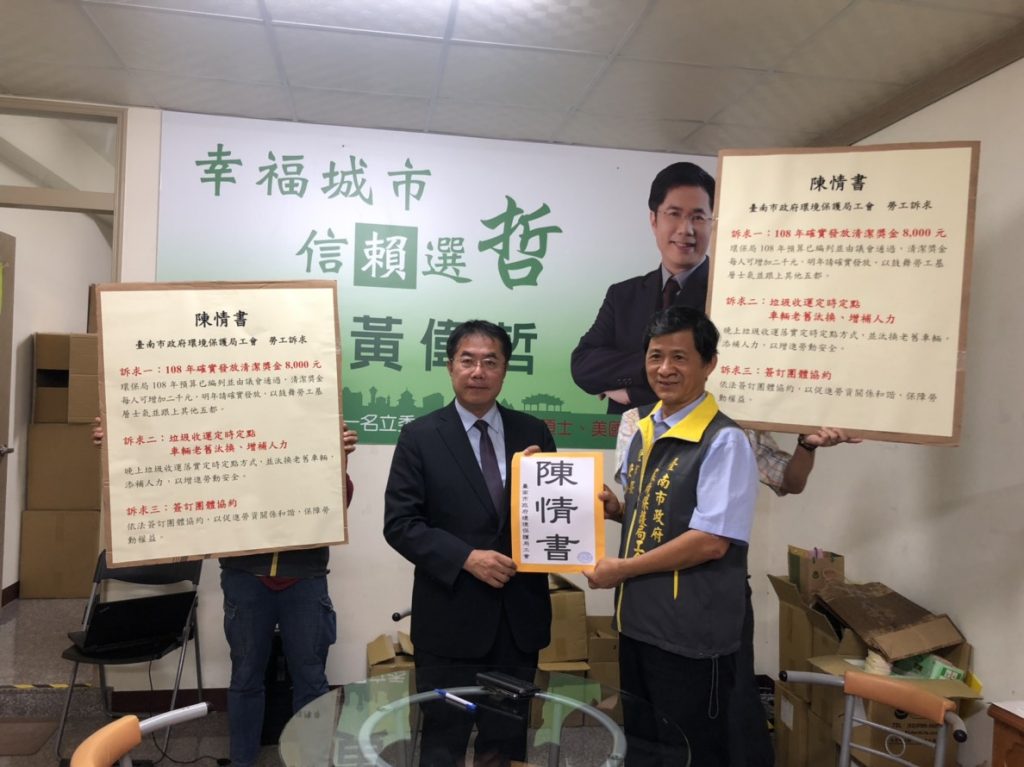 幸福城市
信賴選哲
黃偉哲
一名立委
碩士、美國
陳情書
臺南市政府環境保護局工會 勞工訴求
訴求一：108 年確實發放清潔獎金 8,000 元
環保局 108 年預算已編列並由議會通過，清潔獎金
每人可增加二千元，明年請確實發放，以鼓舞勞工基
層士氣並跟上其他五都。
訴求二：垃圾收運定時定點
車輛老舊汰換、增補人力
晚上垃圾收運落實定時定點方式，並汰換老舊車輛，
添補人力，以增進勞動安全。
訴求三：簽訂團體協約
依法簽訂團體協約，以促進勞資關係和諧，保障勞
動權益。
陳情書
臺南市政府環境保護局工會 勞工訴求
訴求一：108 年確實發放清潔獎金 8,000 元
環保局 108 年預算已編列並由議會通過，清潔獎金
每人可增加二千元，明年請確實發放，以鼓舞勞工基
層士氣並跟上其他五都。
訴求二：垃圾收運定時定點
車輛老舊汰換、增補人力
晚上垃圾收運落實定時定點方式，並汰換老舊車輛，
添補人力，以增進勞動安全。
訴求三：簽訂團體協約
依法簽訂團體協約，以促進勞資關係和諧，保障勞
動權益。
陳情書
臺南市政府環境保護局工會
臺南市政府
保護局工